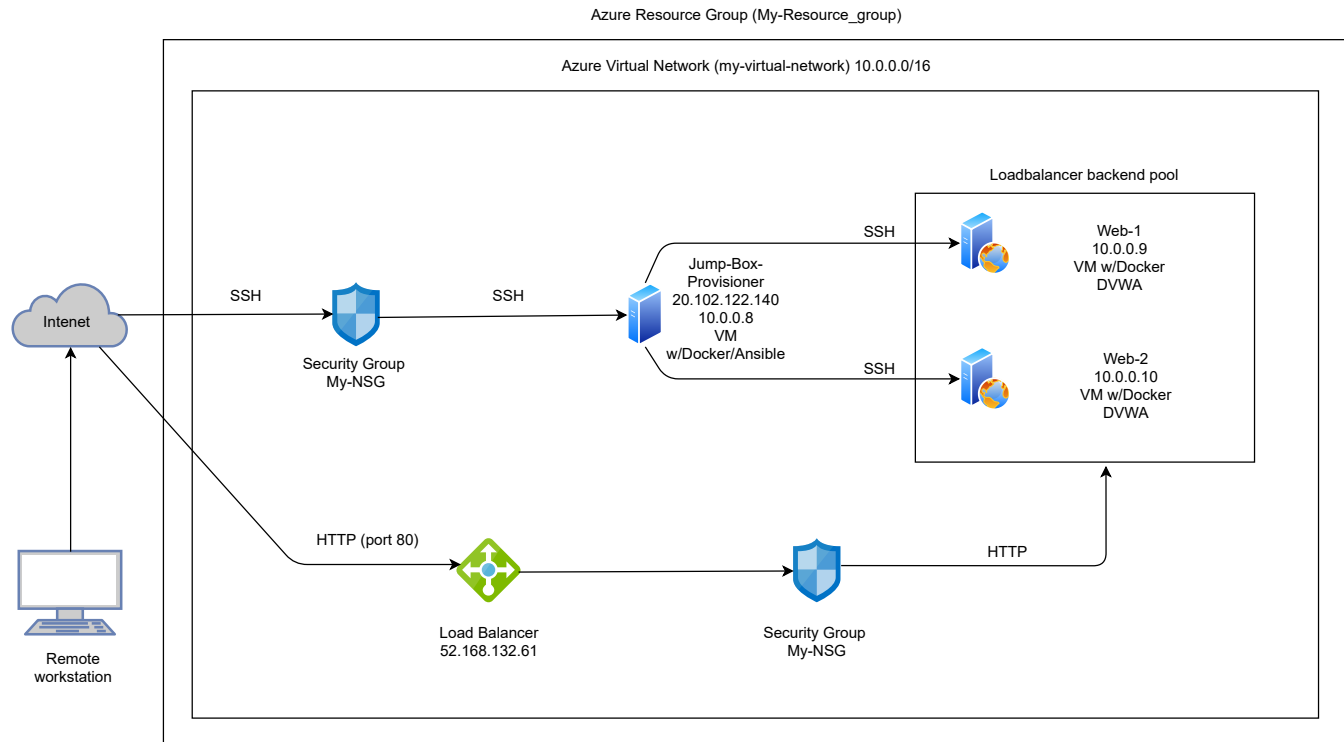 Azure Resource Group (My-Resource_group)
Azure Virtual Network (my-virtual-network) 10.0.0.0/16
Loadbalancer backend pool
SSH
Web-1
10.0.0.9
VM w/Docker
DVWA
Jump-Box-
Provisioner
20.102.122.140
10.0.0.8
VM
w/Docker/Ansible
SSH
SSH
Intenet
Security Group
My-NSG
SSH
Web-2
10.0.0.10
VM w/Docker
DVWA
HTTP (port 80)
HTTP
Load Balancer
52.168.132.61
Security Group
My-NSG
Remote
workstation